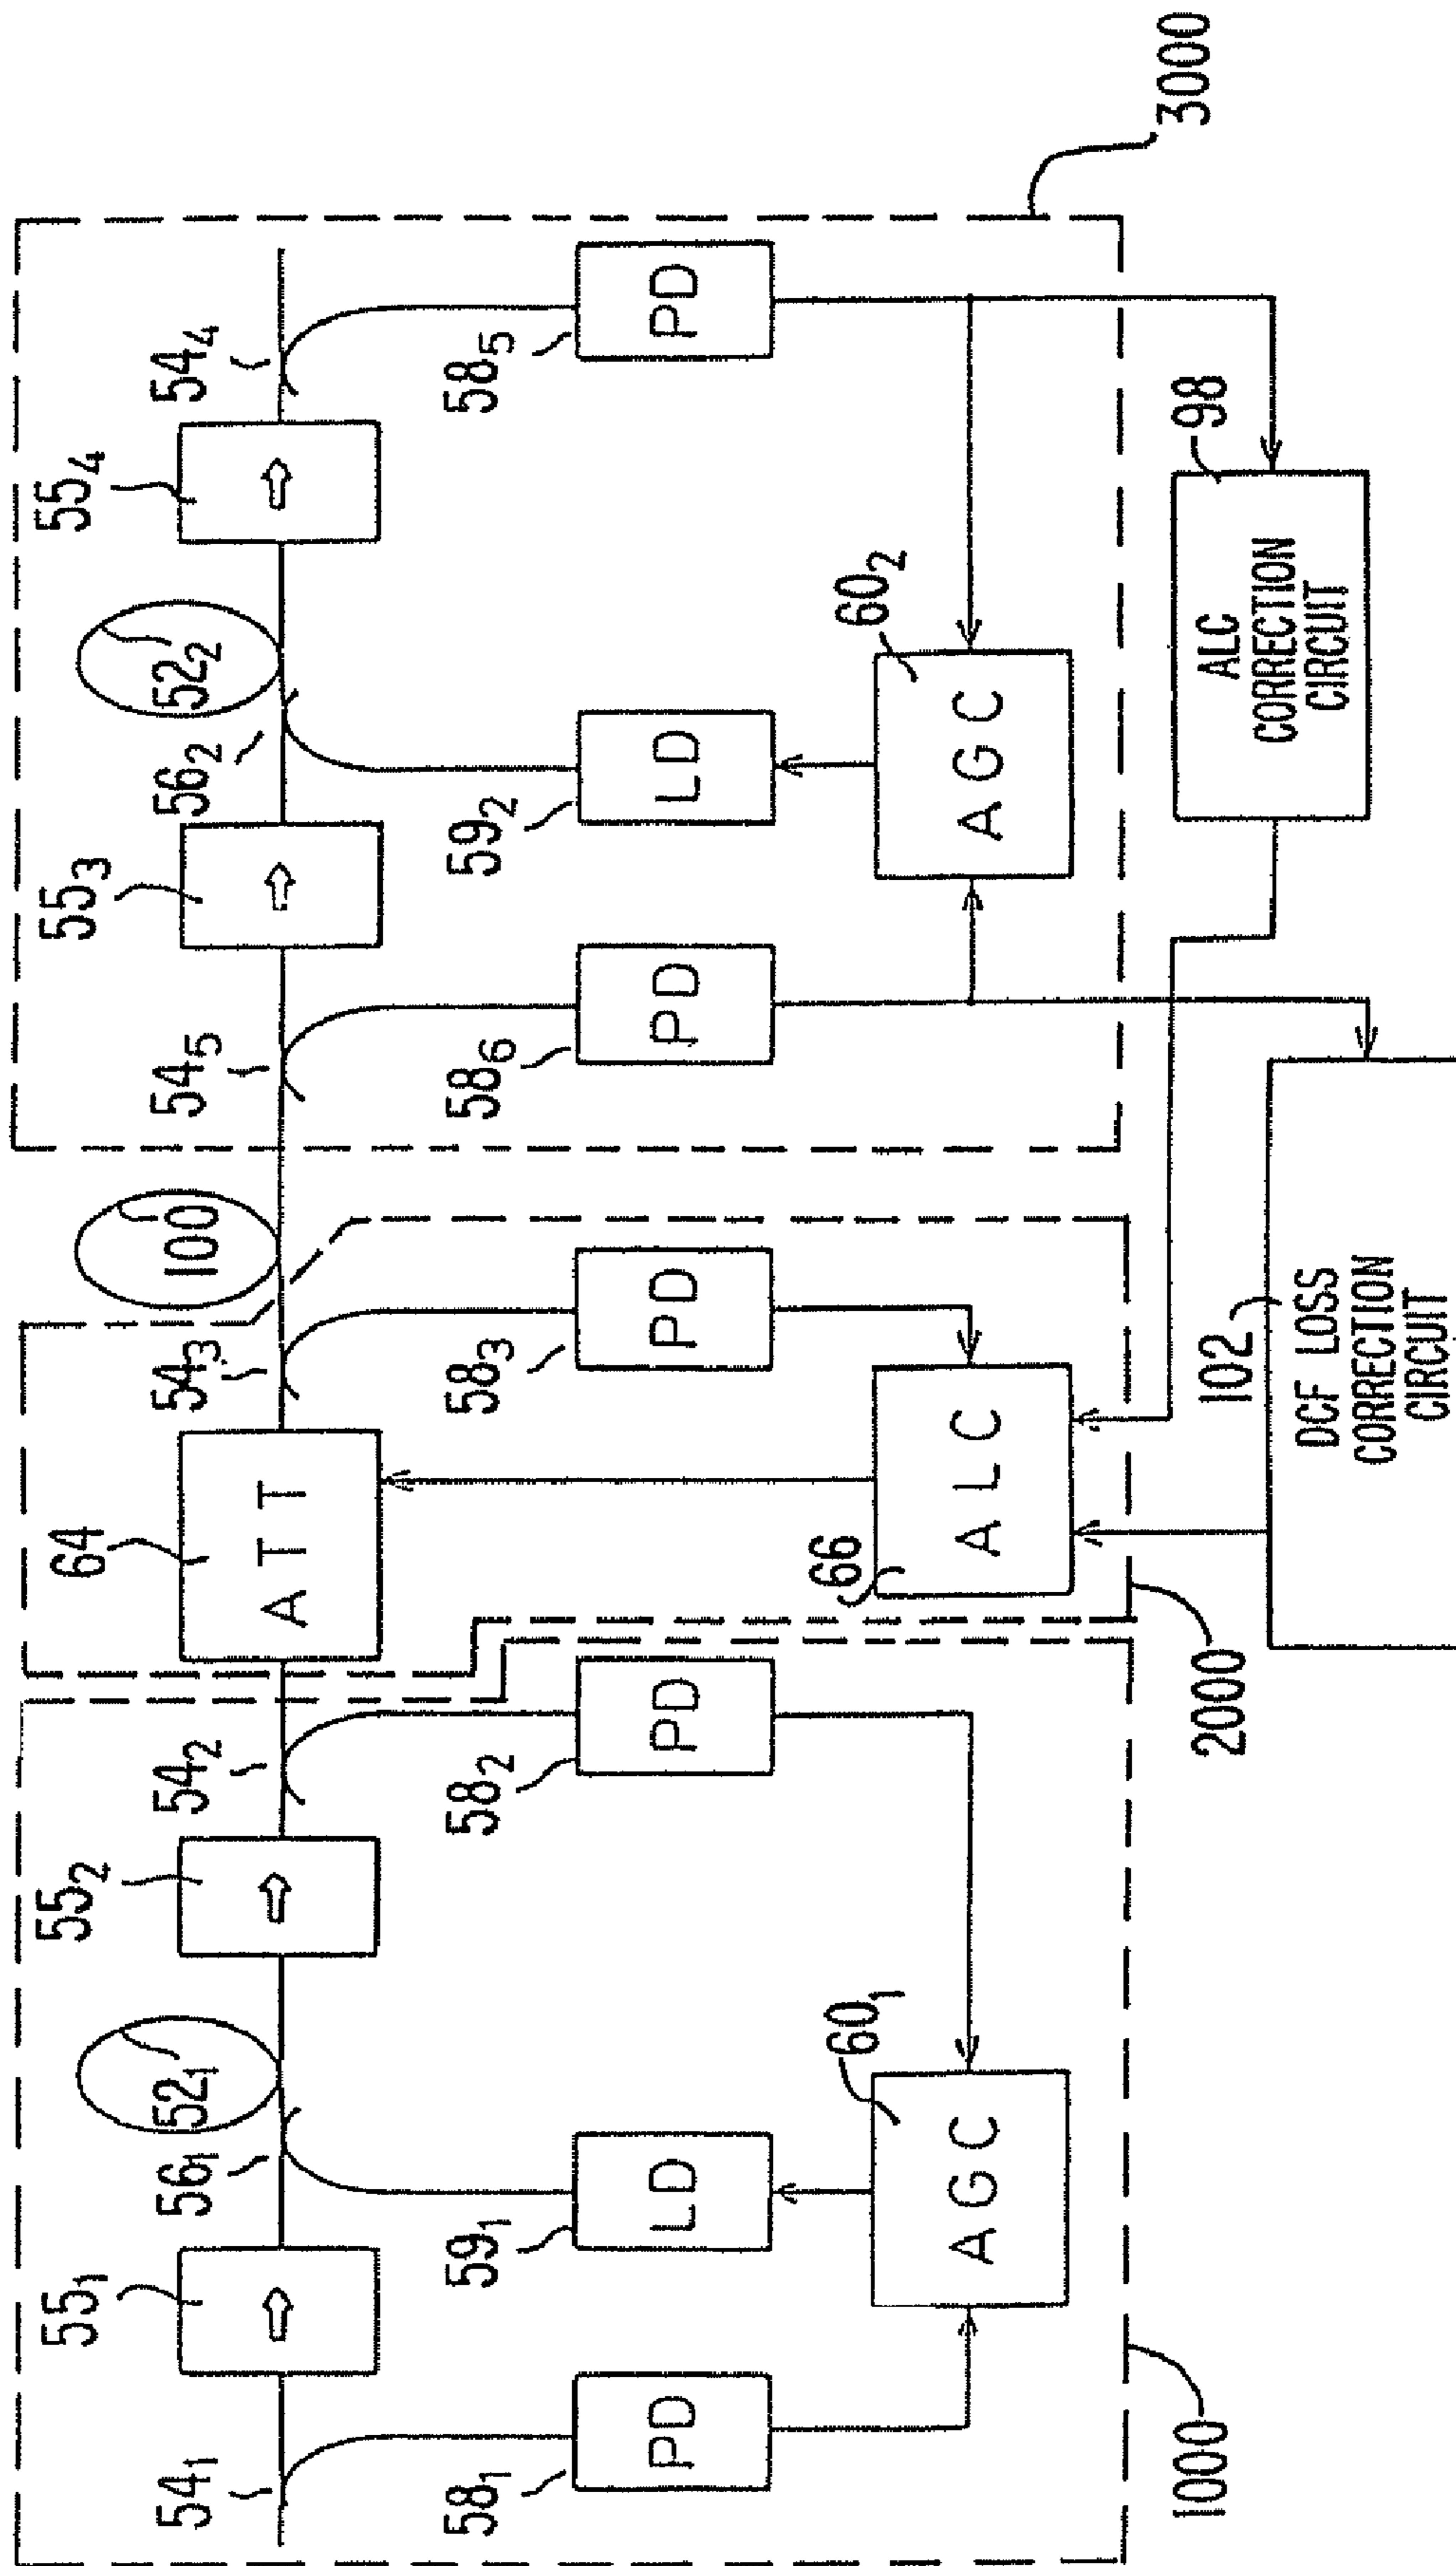 55₁
55₂
64
55₃
55₄
54₁
56₁
52₁
54₂
54₃
100
54₅
56₂
52₂
54₄
58₁
PD
59₁
LD
58₂
PD
58₃
PD
58₆
PD
59₂
LD
58₅
PD
ATT
60₁
AGC
66
ALC
60₂
AGC
1000
2000
3000
102
DCF LOSS
CORRECTION
CIRCUIT
98
ALC
CORRECTION
CIRCUIT